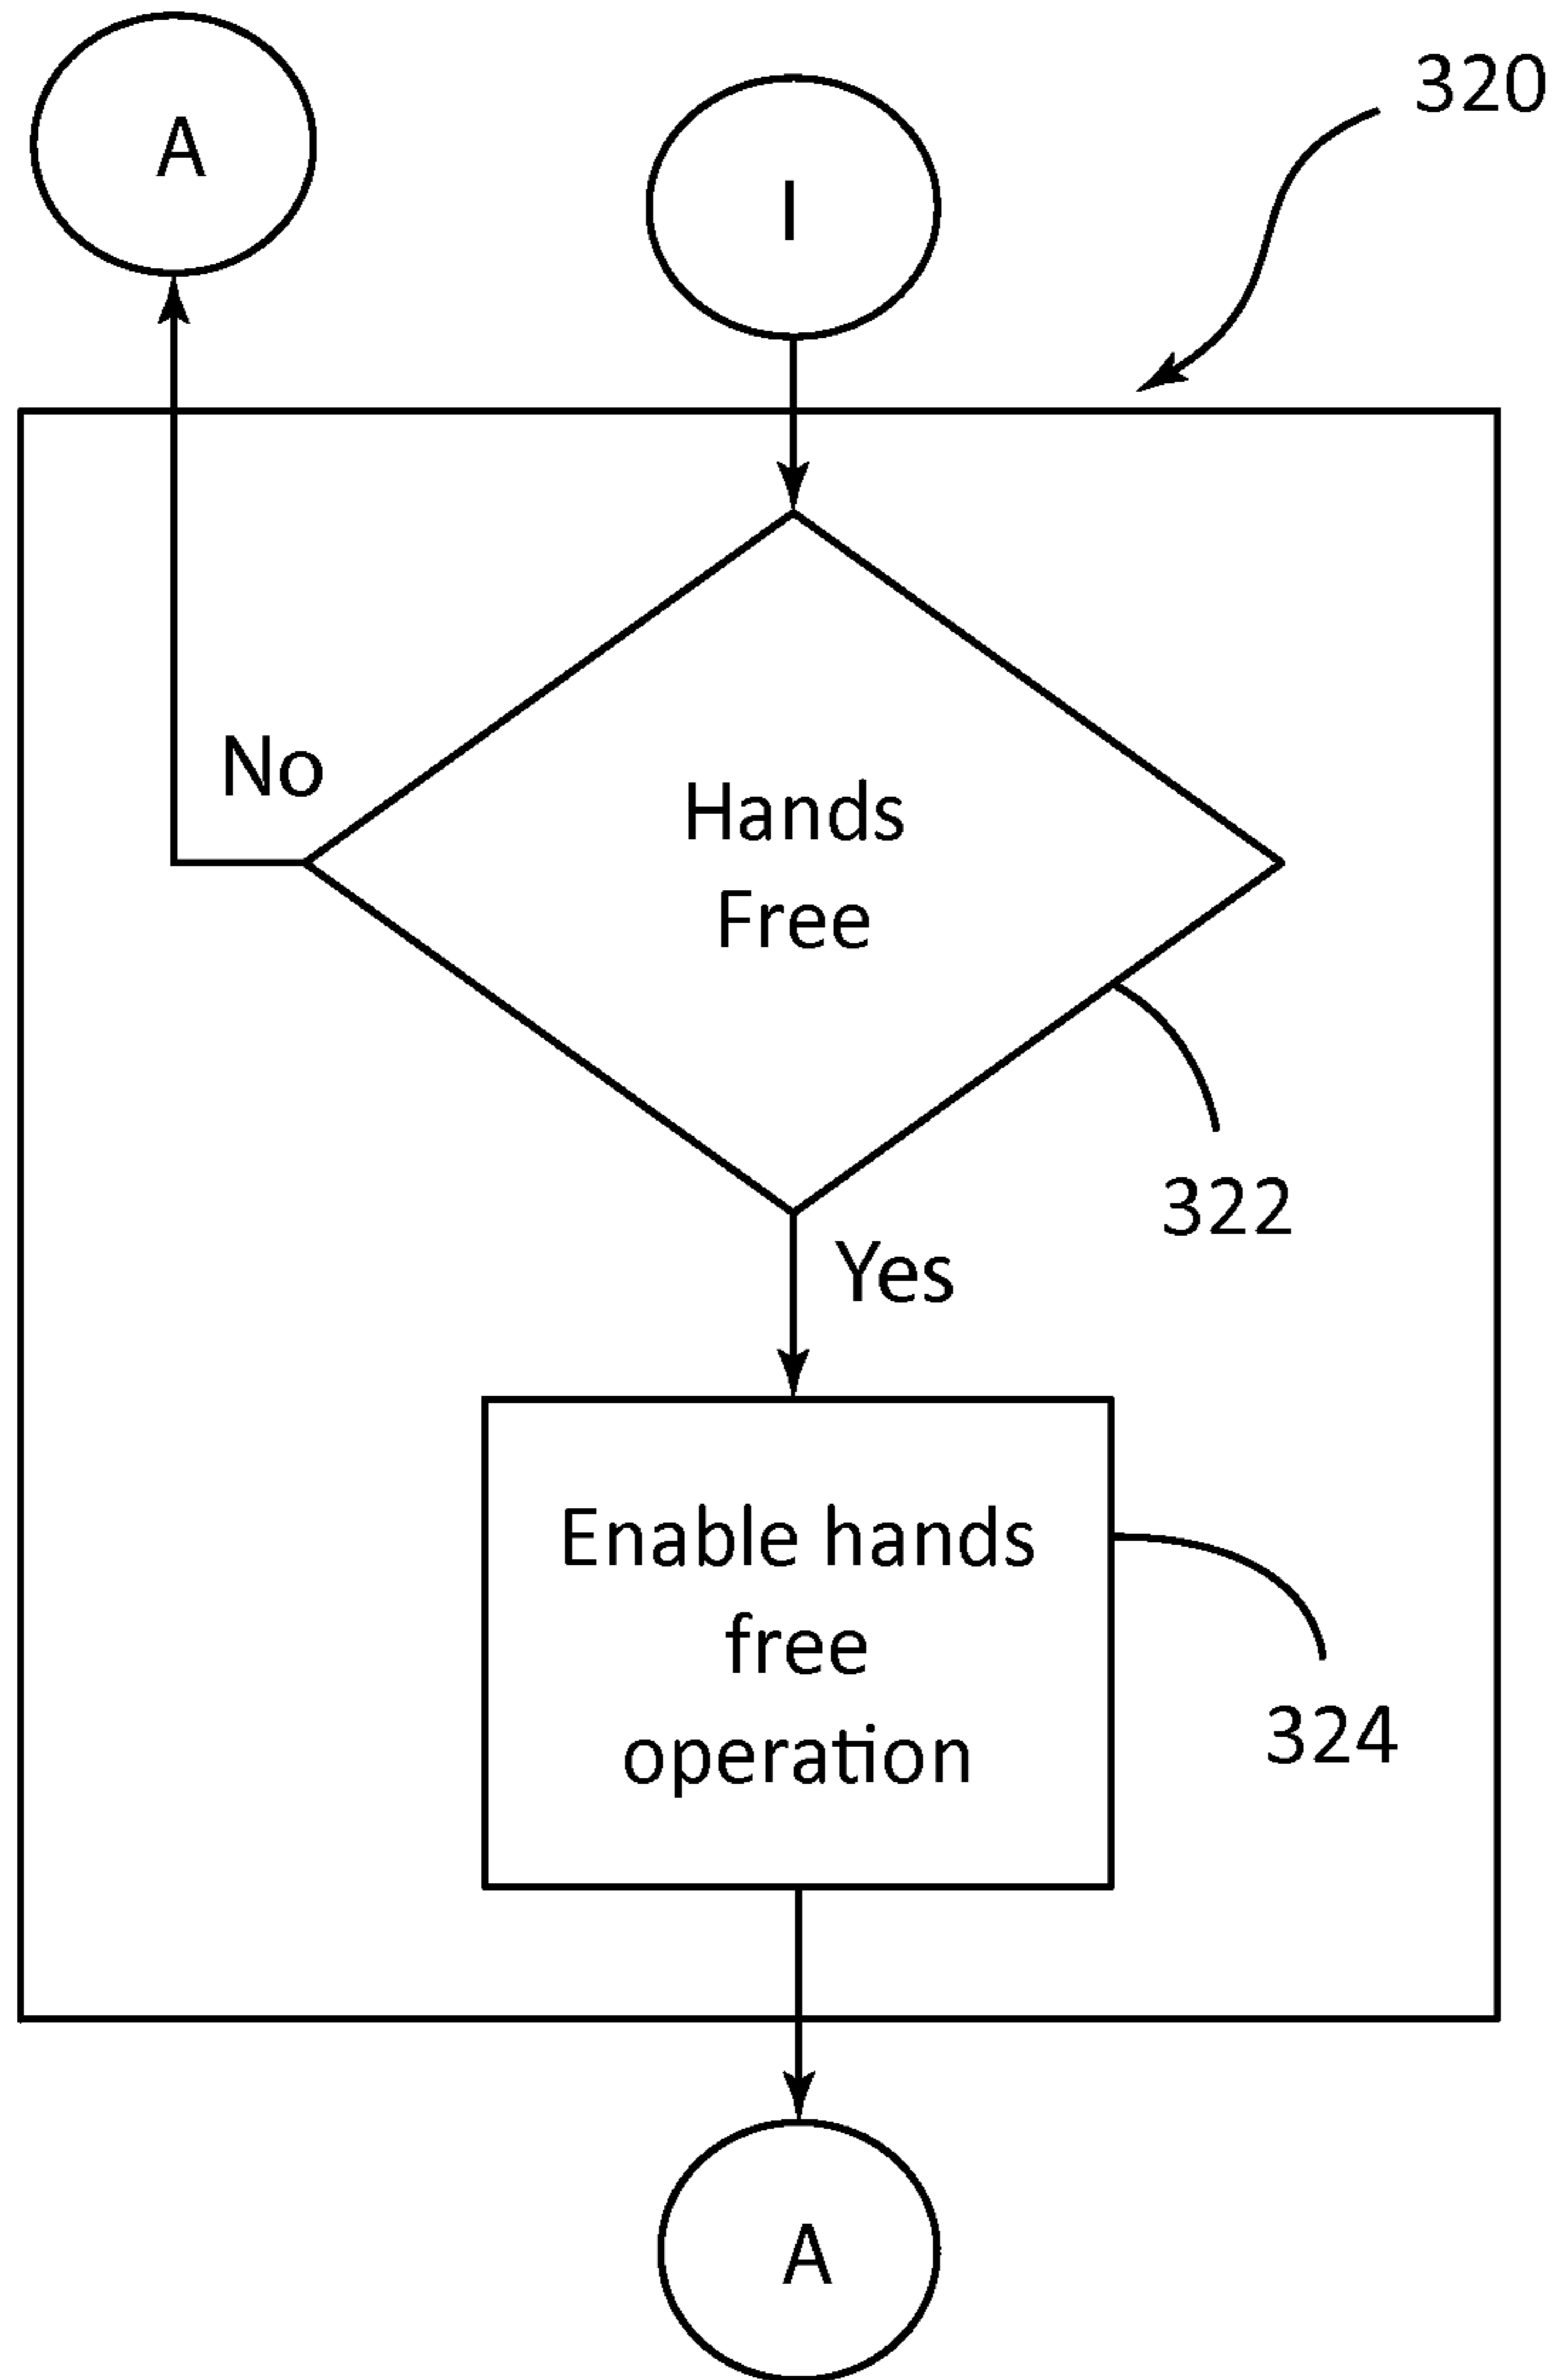 A
I
320
No
Hands
Free
322
Yes
Enable hands
free
operation
324
A